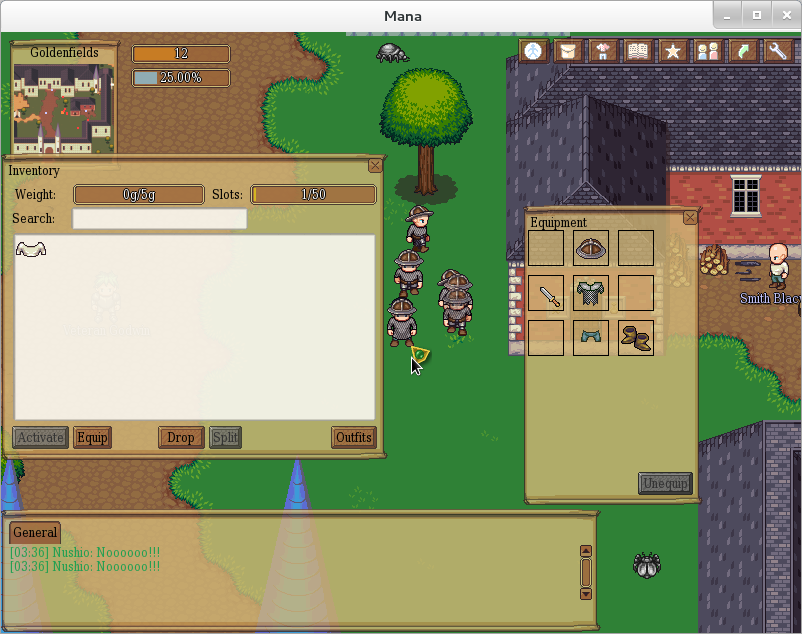 Mana
Goldenfields
12
25.00%
Inventory
Weight:
0g/5g
Slots:
1/50
Search:
Activate
Equip
Drop
Split
Outfits
Equipment
Unequip
Smith Blacw
General
[03:36] Nushio: Noooooo!!!
[03:36] Nushio: Noooooo!!!